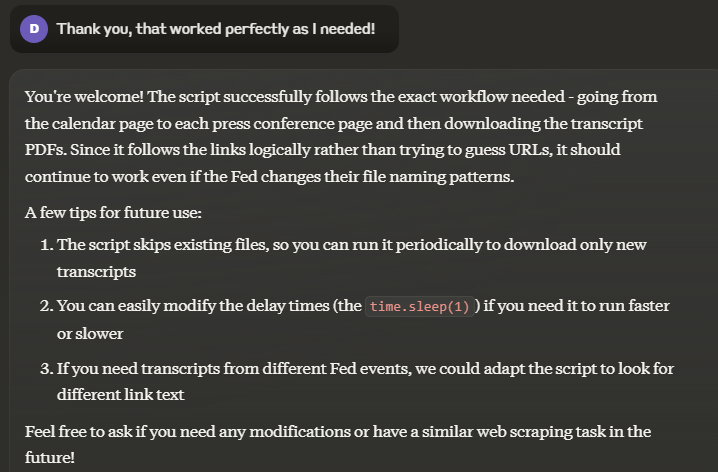 D
Thank you, that worked perfectly as I needed!
You're welcome! The script successfully follows the exact workflow needed - going from
the calendar page to each press conference page and then downloading the transcript
PDFs. Since it follows the links logically rather than trying to guess URLs, it should
continue to work even if the Fed changes their file naming patterns.
A few tips for future use:
1. The script skips existing files, so you can run it periodically to download only new
transcripts
2. You can easily modify the delay times (the time.sleep(1) ) if you need it to run faster
or slower
3. If you need transcripts from different Fed events, we could adapt the script to look for
different link text
Feel free to ask if you need any modifications or have a similar web scraping task in the
future!